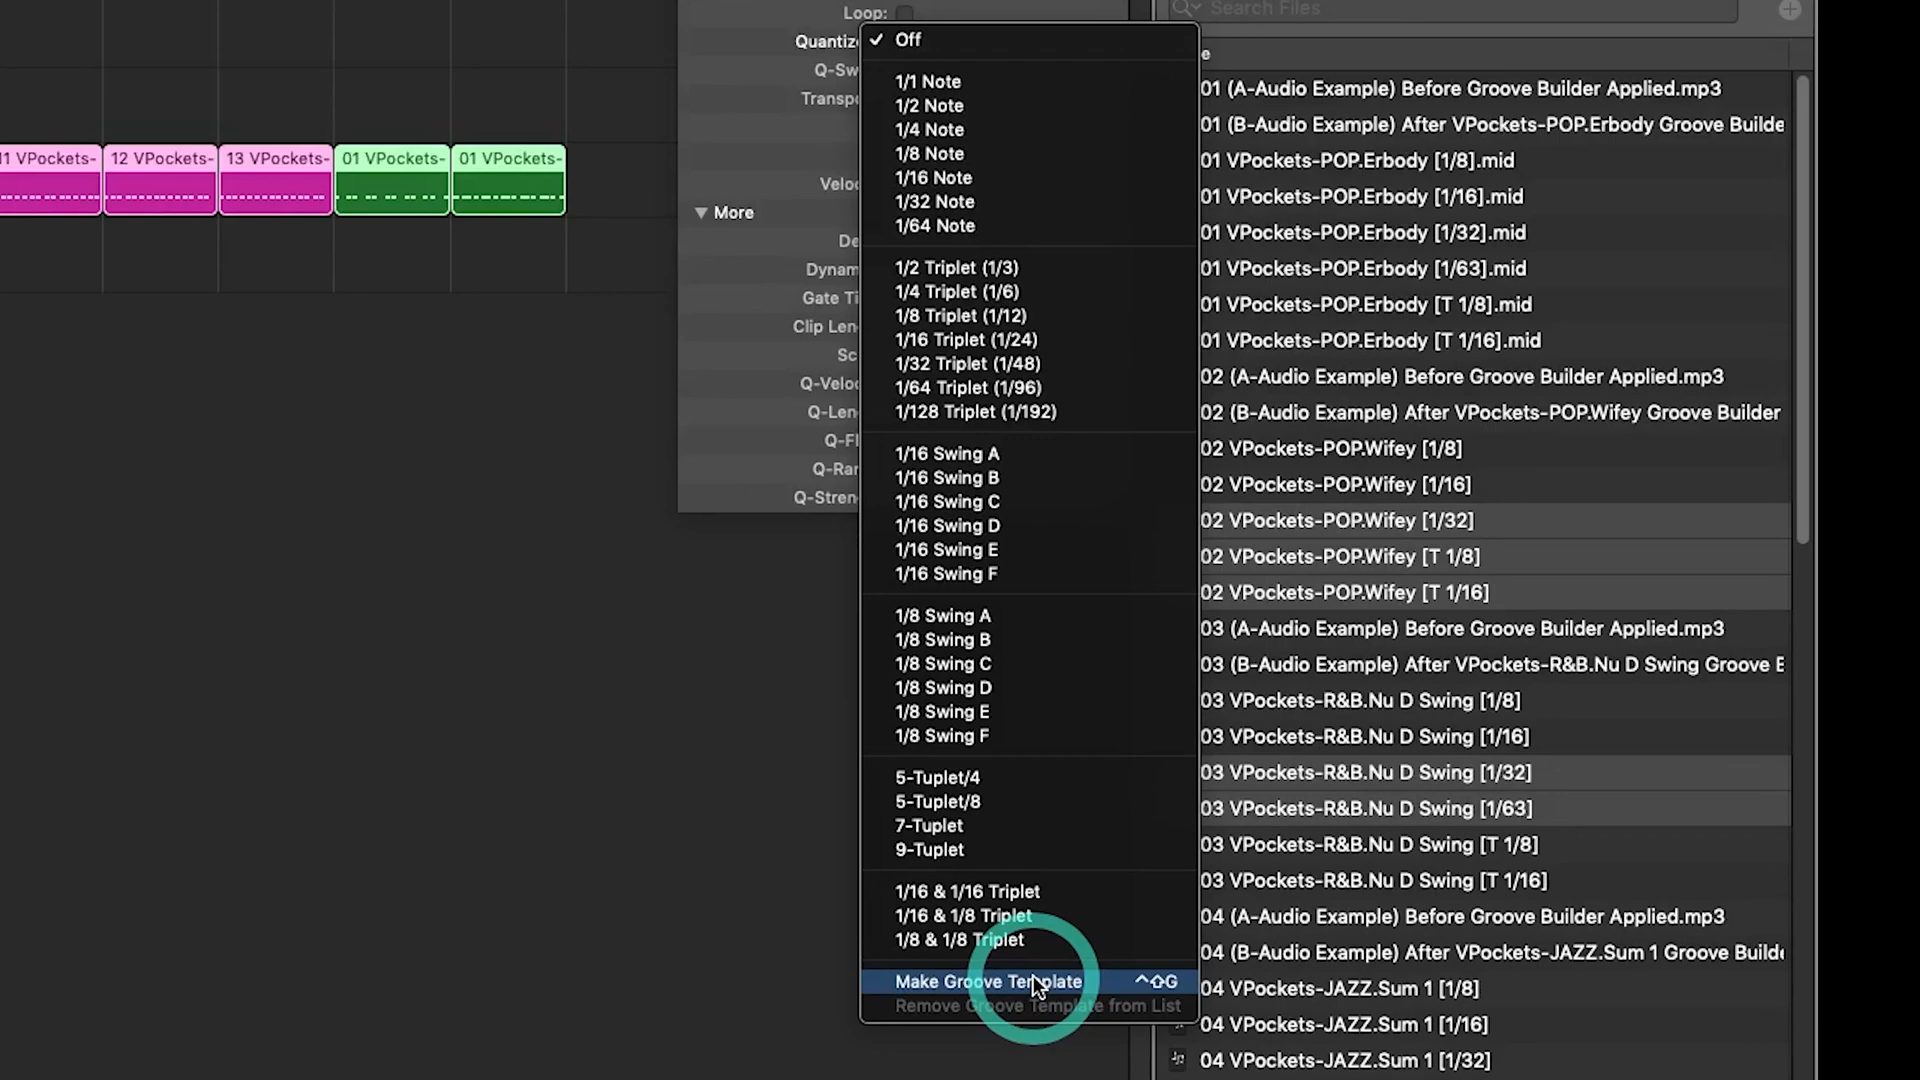 Loop:
Search Files
Quantiz
Q-Sw
Transpo
Veloc
More
De
Dynam
Gate Ti
Clip Len
Sc
Q-Veloc
Q-Len
Q-Fl
Q-Ran
Q-Stren
11 VPockets-
12 VPockets-
13 VPockets-
01 VPockets-
01 VPockets-
✓ Off
1/1 Note
1/2 Note
1/4 Note
1/8 Note
1/16 Note
1/32 Note
1/64 Note
1/2 Triplet (1/3)
1/4 Triplet (1/6)
1/8 Triplet (1/12)
1/16 Triplet (1/24)
1/32 Triplet (1/48)
1/64 Triplet (1/96)
1/128 Triplet (1/192)
1/16 Swing A
1/16 Swing B
1/16 Swing C
1/16 Swing D
1/16 Swing E
1/16 Swing F
1/8 Swing A
1/8 Swing B
1/8 Swing C
1/8 Swing D
1/8 Swing E
1/8 Swing F
5-Tuplet/4
5-Tuplet/8
7-Tuplet
9-Tuplet
1/16 & 1/16 Triplet
1/16 & 1/8 Triplet
1/8 & 1/8 Triplet
Make Groove Template ^⇧G
Remove Groove Template from List
e
01 (A-Audio Example) Before Groove Builder Applied.mp3
01 (B-Audio Example) After VPockets-POP.Erbody Groove Builde
01 VPockets-POP.Erbody [1/8].mid
01 VPockets-POP.Erbody [1/16].mid
01 VPockets-POP.Erbody [1/32].mid
01 VPockets-POP.Erbody [1/63].mid
01 VPockets-POP.Erbody [T 1/8].mid
01 VPockets-POP.Erbody [T 1/16].mid
02 (A-Audio Example) Before Groove Builder Applied.mp3
02 (B-Audio Example) After VPockets-POP.Wifey Groove Builder
02 VPockets-POP.Wifey [1/8]
02 VPockets-POP.Wifey [1/16]
02 VPockets-POP.Wifey [1/32]
02 VPockets-POP.Wifey [T 1/8]
02 VPockets-POP.Wifey [T 1/16]
03 (A-Audio Example) Before Groove Builder Applied.mp3
03 (B-Audio Example) After VPockets-R&B.Nu D Swing Groove B
03 VPockets-R&B.Nu D Swing [1/8]
03 VPockets-R&B.Nu D Swing [1/16]
03 VPockets-R&B.Nu D Swing [1/32]
03 VPockets-R&B.Nu D Swing [1/63]
03 VPockets-R&B.Nu D Swing [T 1/8]
03 VPockets-R&B.Nu D Swing [T 1/16]
04 (A-Audio Example) Before Groove Builder Applied.mp3
04 (B-Audio Example) After VPockets-JAZZ.Sum 1 Groove Builde
04 VPockets-JAZZ.Sum 1 [1/8]
04 VPockets-JAZZ.Sum 1 [1/16]
04 VPockets-JAZZ.Sum 1 [1/32]